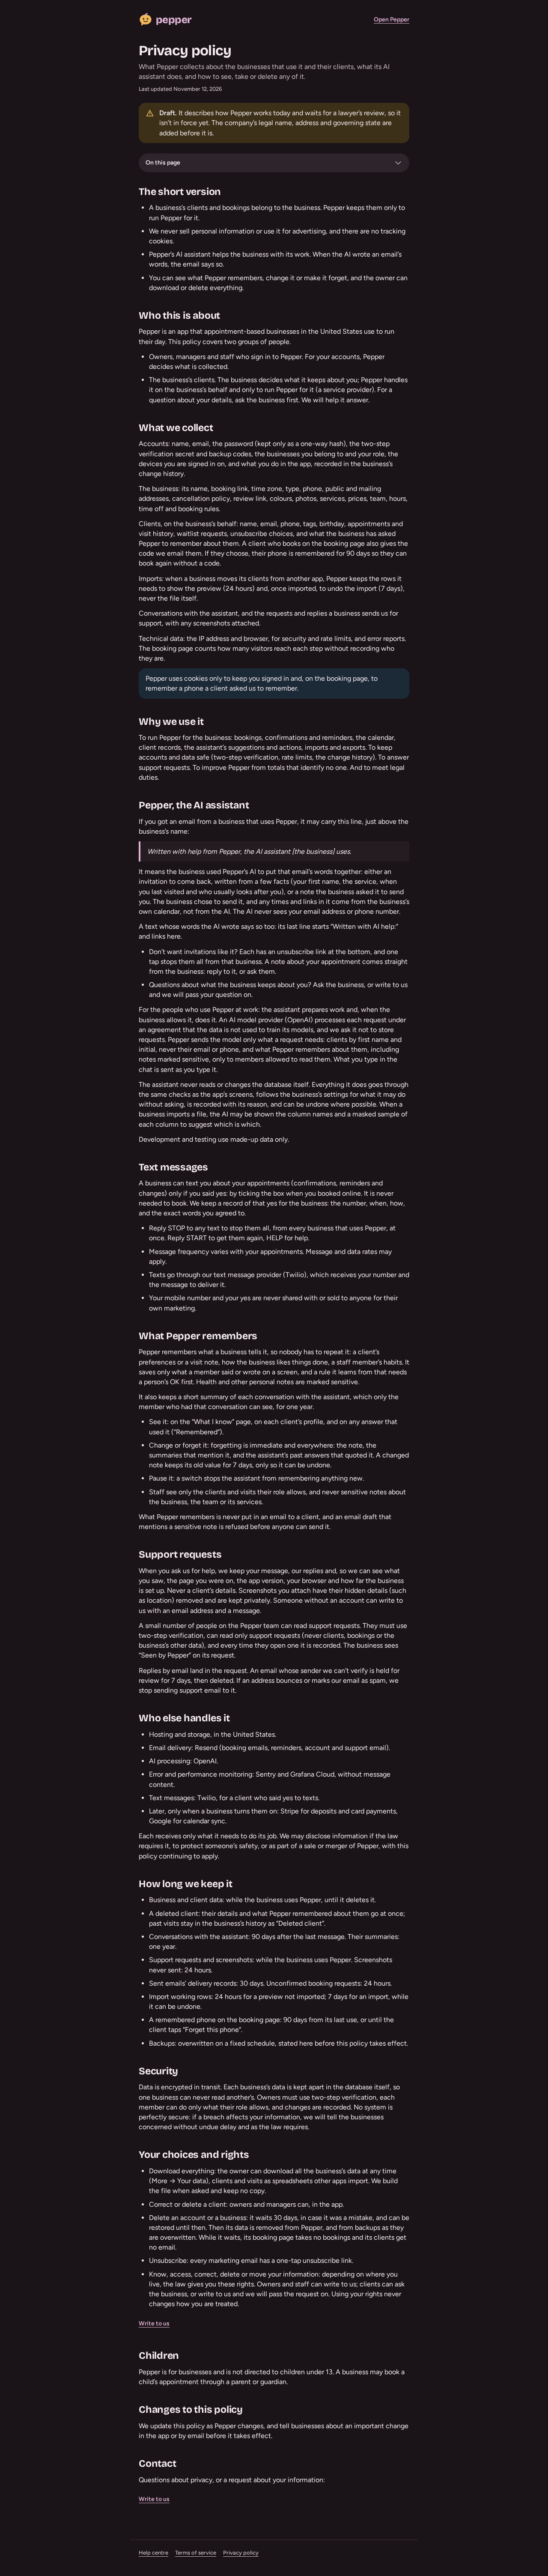 pepper
Open Pepper
Privacy policy
What Pepper collects about the businesses that use it and their clients, what its AI
assistant does, and how to see, take or delete any of it.
Last updated November 12, 2026
Draft. It describes how Pepper works today and waits for a lawyer’s review, so it
isn’t in force yet. The company’s legal name, address and governing state are
added before it is.
On this page
The short version
• A business’s clients and bookings belong to the business. Pepper keeps them only to
run Pepper for it.
• We never sell personal information or use it for advertising, and there are no tracking
cookies.
• Pepper’s AI assistant helps the business with its work. When the AI wrote an email’s
words, the email says so.
• You can see what Pepper remembers, change it or make it forget, and the owner can
download or delete everything.
Who this is about
Pepper is an app that appointment-based businesses in the United States use to run
their day. This policy covers two groups of people.
• Owners, managers and staff who sign in to Pepper. For your accounts, Pepper
decides what is collected.
• The business’s clients. The business decides what it keeps about you; Pepper handles
it on the business’s behalf and only to run Pepper for it (a service provider). For a
question about your details, ask the business first. We will help it answer.
What we collect
Accounts: name, email, the password (kept only as a one-way hash), the two-step
verification secret and backup codes, the businesses you belong to and your role, the
devices you are signed in on, and what you do in the app, recorded in the business’s
change history.
The business: its name, booking link, time zone, type, phone, public and mailing
addresses, cancellation policy, review link, colours, photos, services, prices, team, hours,
time off and booking rules.
Clients, on the business’s behalf: name, email, phone, tags, birthday, appointments and
visit history, waitlist requests, unsubscribe choices, and what the business has asked
Pepper to remember about them. A client who books on the booking page also gives the
code we email them. If they choose, their phone is remembered for 90 days so they can
book again without a code.
Imports: when a business moves its clients from another app, Pepper keeps the rows it
needs to show the preview (24 hours) and, once imported, to undo the import (7 days),
never the file itself.
Conversations with the assistant, and the requests and replies a business sends us for
support, with any screenshots attached.
Technical data: the IP address and browser, for security and rate limits, and error reports.
The booking page counts how many visitors reach each step without recording who
they are.
Pepper uses cookies only to keep you signed in and, on the booking page, to
remember a phone a client asked us to remember.
Why we use it
To run Pepper for the business: bookings, confirmations and reminders, the calendar,
client records, the assistant’s suggestions and actions, imports and exports. To keep
accounts and data safe (two-step verification, rate limits, the change history). To answer
support requests. To improve Pepper from totals that identify no one. And to meet legal
duties.
Pepper, the AI assistant
If you got an email from a business that uses Pepper, it may carry this line, just above the
business’s name:
Written with help from Pepper, the AI assistant [the business] uses.
It means the business used Pepper’s AI to put that email’s words together: either an
invitation to come back, written from a few facts (your first name, the service, when
you last visited and who usually looks after you), or a note the business asked it to send
you. The business chose to send it, and any times and links in it come from the business’s
own calendar, not from the AI. The AI never sees your email address or phone number.
A text whose words the AI wrote says so too: its last line starts “Written with AI help:”
and links here.
• Don’t want invitations like it? Each has an unsubscribe link at the bottom, and one
tap stops them all from that business. A note about your appointment comes straight
from the business: reply to it, or ask them.
• Questions about what the business keeps about you? Ask the business, or write to us
and we will pass your question on.
For the people who use Pepper at work: the assistant prepares work and, when the
business allows it, does it. An AI model provider (OpenAI) processes each request under
an agreement that the data is not used to train its models, and we ask it not to store
requests. Pepper sends the model only what a request needs: clients by first name and
initial, never their email or phone, and what Pepper remembers about them, including
notes marked sensitive, only to members allowed to read them. What you type in the
chat is sent as you type it.
The assistant never reads or changes the database itself. Everything it does goes through
the same checks as the app’s screens, follows the business’s settings for what it may do
without asking, is recorded with its reason, and can be undone where possible. When a
business imports a file, the AI may be shown the column names and a masked sample of
each column to suggest which is which.
Development and testing use made-up data only.
Text messages
A business can text you about your appointments (confirmations, reminders and
changes) only if you said yes: by ticking the box when you booked online. It is never
needed to book. We keep a record of that yes for the business: the number, when, how,
and the exact words you agreed to.
• Reply STOP to any text to stop them all, from every business that uses Pepper, at
once. Reply START to get them again, HELP for help.
• Message frequency varies with your appointments. Message and data rates may
apply.
• Texts go through our text message provider (Twilio), which receives your number and
the message to deliver it.
• Your mobile number and your yes are never shared with or sold to anyone for their
own marketing.
What Pepper remembers
Pepper remembers what a business tells it, so nobody has to repeat it: a client’s
preferences or a visit note, how the business likes things done, a staff member’s habits. It
saves only what a member said or wrote on a screen, and a rule it learns from that needs
a person’s OK first. Health and other personal notes are marked sensitive.
It also keeps a short summary of each conversation with the assistant, which only the
member who had that conversation can see, for one year.
• See it: on the “What I know” page, on each client’s profile, and on any answer that
used it (“Remembered”).
• Change or forget it: forgetting is immediate and everywhere: the note, the
summaries that mention it, and the assistant’s past answers that quoted it. A changed
note keeps its old value for 7 days, only so it can be undone.
• Pause it: a switch stops the assistant from remembering anything new.
• Staff see only the clients and visits their role allows, and never sensitive notes about
the business, the team or its services.
What Pepper remembers is never put in an email to a client, and an email draft that
mentions a sensitive note is refused before anyone can send it.
Support requests
When you ask us for help, we keep your message, our replies and, so we can see what
you saw, the page you were on, the app version, your browser and how far the business
is set up. Never a client’s details. Screenshots you attach have their hidden details (such
as location) removed and are kept privately. Someone without an account can write to
us with an email address and a message.
A small number of people on the Pepper team can read support requests. They must use
two-step verification, can read only support requests (never clients, bookings or the
business’s other data), and every time they open one it is recorded. The business sees
“Seen by Pepper” on its request.
Replies by email land in the request. An email whose sender we can’t verify is held for
review for 7 days, then deleted. If an address bounces or marks our email as spam, we
stop sending support email to it.
Who else handles it
• Hosting and storage, in the United States.
• Email delivery: Resend (booking emails, reminders, account and support email).
• AI processing: OpenAI.
• Error and performance monitoring: Sentry and Grafana Cloud, without message
content.
• Text messages: Twilio, for a client who said yes to texts.
• Later, only when a business turns them on: Stripe for deposits and card payments,
Google for calendar sync.
Each receives only what it needs to do its job. We may disclose information if the law
requires it, to protect someone’s safety, or as part of a sale or merger of Pepper, with this
policy continuing to apply.
How long we keep it
• Business and client data: while the business uses Pepper, until it deletes it.
• A deleted client: their details and what Pepper remembered about them go at once;
past visits stay in the business’s history as “Deleted client”.
• Conversations with the assistant: 90 days after the last message. Their summaries:
one year.
• Support requests and screenshots: while the business uses Pepper. Screenshots
never sent: 24 hours.
• Sent emails’ delivery records: 30 days. Unconfirmed booking requests: 24 hours.
• Import working rows: 24 hours for a preview not imported; 7 days for an import, while
it can be undone.
• A remembered phone on the booking page: 90 days from its last use, or until the
client taps “Forget this phone”.
• Backups: overwritten on a fixed schedule, stated here before this policy takes effect.
Security
Data is encrypted in transit. Each business’s data is kept apart in the database itself, so
one business can never read another’s. Owners must use two-step verification, each
member can do only what their role allows, and changes are recorded. No system is
perfectly secure: if a breach affects your information, we will tell the businesses
concerned without undue delay and as the law requires.
Your choices and rights
• Download everything: the owner can download all the business’s data at any time
(More → Your data), clients and visits as spreadsheets other apps import. We build
the file when asked and keep no copy.
• Correct or delete a client: owners and managers can, in the app.
• Delete an account or a business: it waits 30 days, in case it was a mistake, and can be
restored until then. Then its data is removed from Pepper, and from backups as they
are overwritten. While it waits, its booking page takes no bookings and its clients get
no email.
• Unsubscribe: every marketing email has a one-tap unsubscribe link.
• Know, access, correct, delete or move your information: depending on where you
live, the law gives you these rights. Owners and staff can write to us; clients can ask
the business, or write to us and we will pass the request on. Using your rights never
changes how you are treated.
Write to us
Children
Pepper is for businesses and is not directed to children under 13. A business may book a
child’s appointment through a parent or guardian.
Changes to this policy
We update this policy as Pepper changes, and tell businesses about an important change
in the app or by email before it takes effect.
Contact
Questions about privacy, or a request about your information:
Write to us
Help centre
Terms of service
Privacy policy